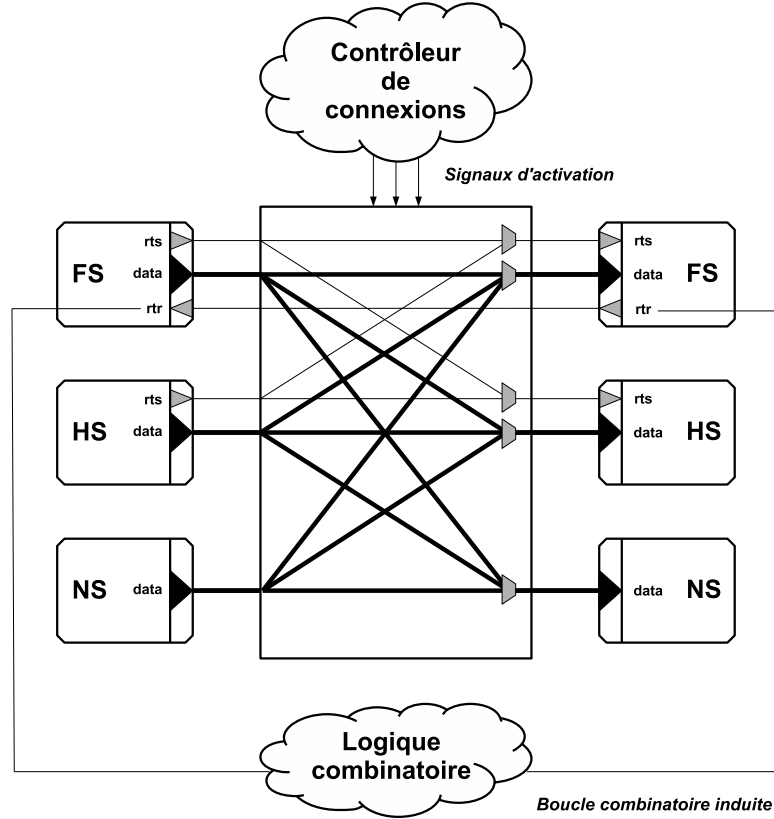 Contrôleur
de
connexions
Signaux d'activation
rts
FS
data
rtr
rts
data
FS
rtr
rts
HS
data
rts
data
HS
NS
data
data
NS
Logique
combinatoire
Boucle combinatoire induite